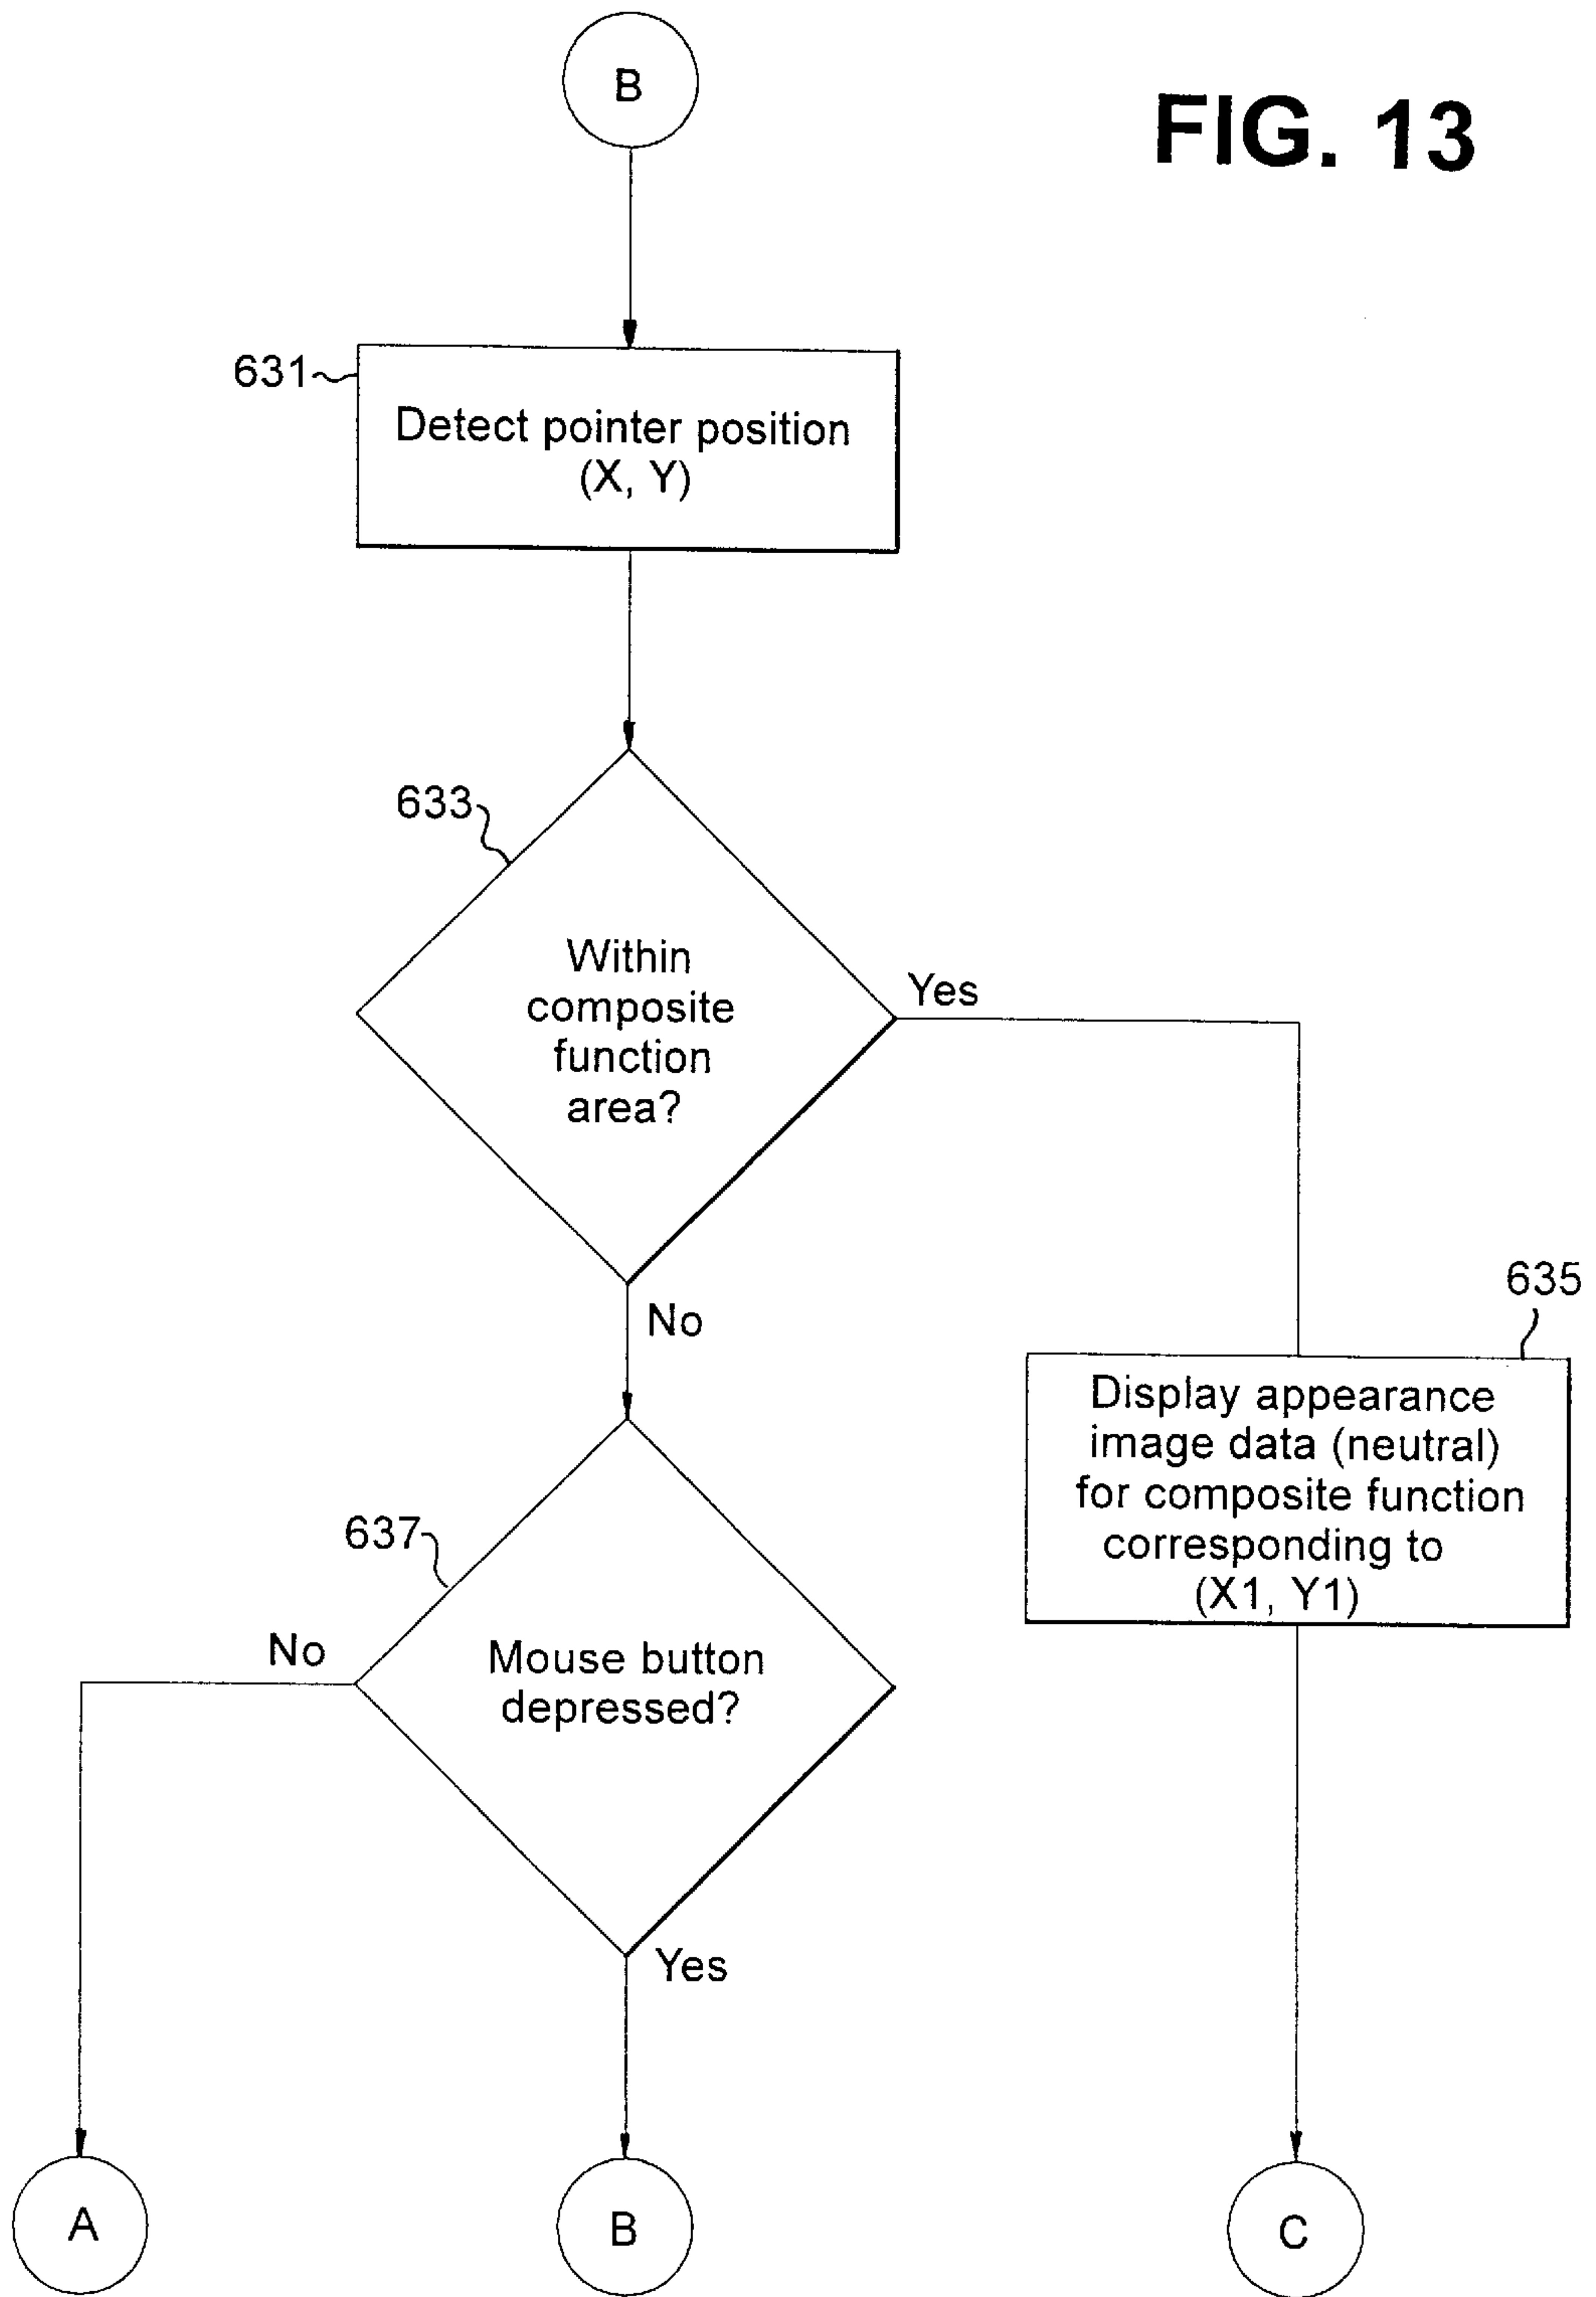 B
FIG. 13
631
Detect pointer position
(X, Y)
633
Within
composite
function
area?
Yes
No
635
Display appearance
image data (neutral)
for composite function
corresponding to
(X1, Y1)
637
No
Mouse button
depressed?
Yes
A
B
C